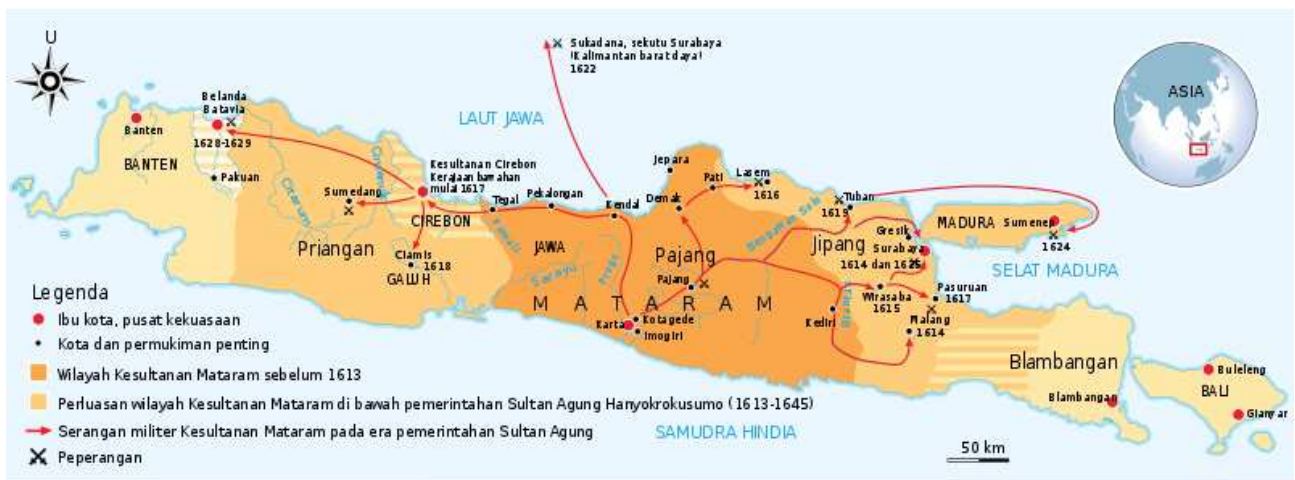 U
Sukadana, sekutu Surabaya
(Kalimantan barat daya)
1622
ASIA
LAUT JAWA
Belanda
Batavia
1628-1629
Banten
BANTEN
Pakuan
Citarum
Cimanuk
Kesultanan Cirebon
Kerajaan bawahan
mulai 1617
Sumedang
CIREBON
Priangan
Ciamis
1618
GALUH
Tegal
Pemali
Pekalongan
Kendal
JAWA
Serayu
Progo
Jepara
Demak
Pati
Lasem
1616
Bengawan Solo
Tuban
1619
Jipang
Gresik
Surabaya
1614 dan 1625
MADURA
Sumenep
1624
SELAT MADURA
Pajang
Pajang
MATARAM
Karta
Kotagede
Imogiri
Kediri
Brantas
Wirasaba
1615
Pasuruan
1617
Malang
1614
Blambangan
Blambangan
Buleleng
BALI
Gianyar
SAMUDRA HINDIA
50 km
Legenda
Ibu kota, pusat kekuasaan
Kota dan permukiman penting
Wilayah Kesultanan Mataram sebelum 1613
Perluasan wilayah Kesultanan Mataram di bawah pemerintahan Sultan Agung Hanyokrokusumo (1613-1645)
Serangan militer Kesultanan Mataram pada era pemerintahan Sultan Agung
Peperangan